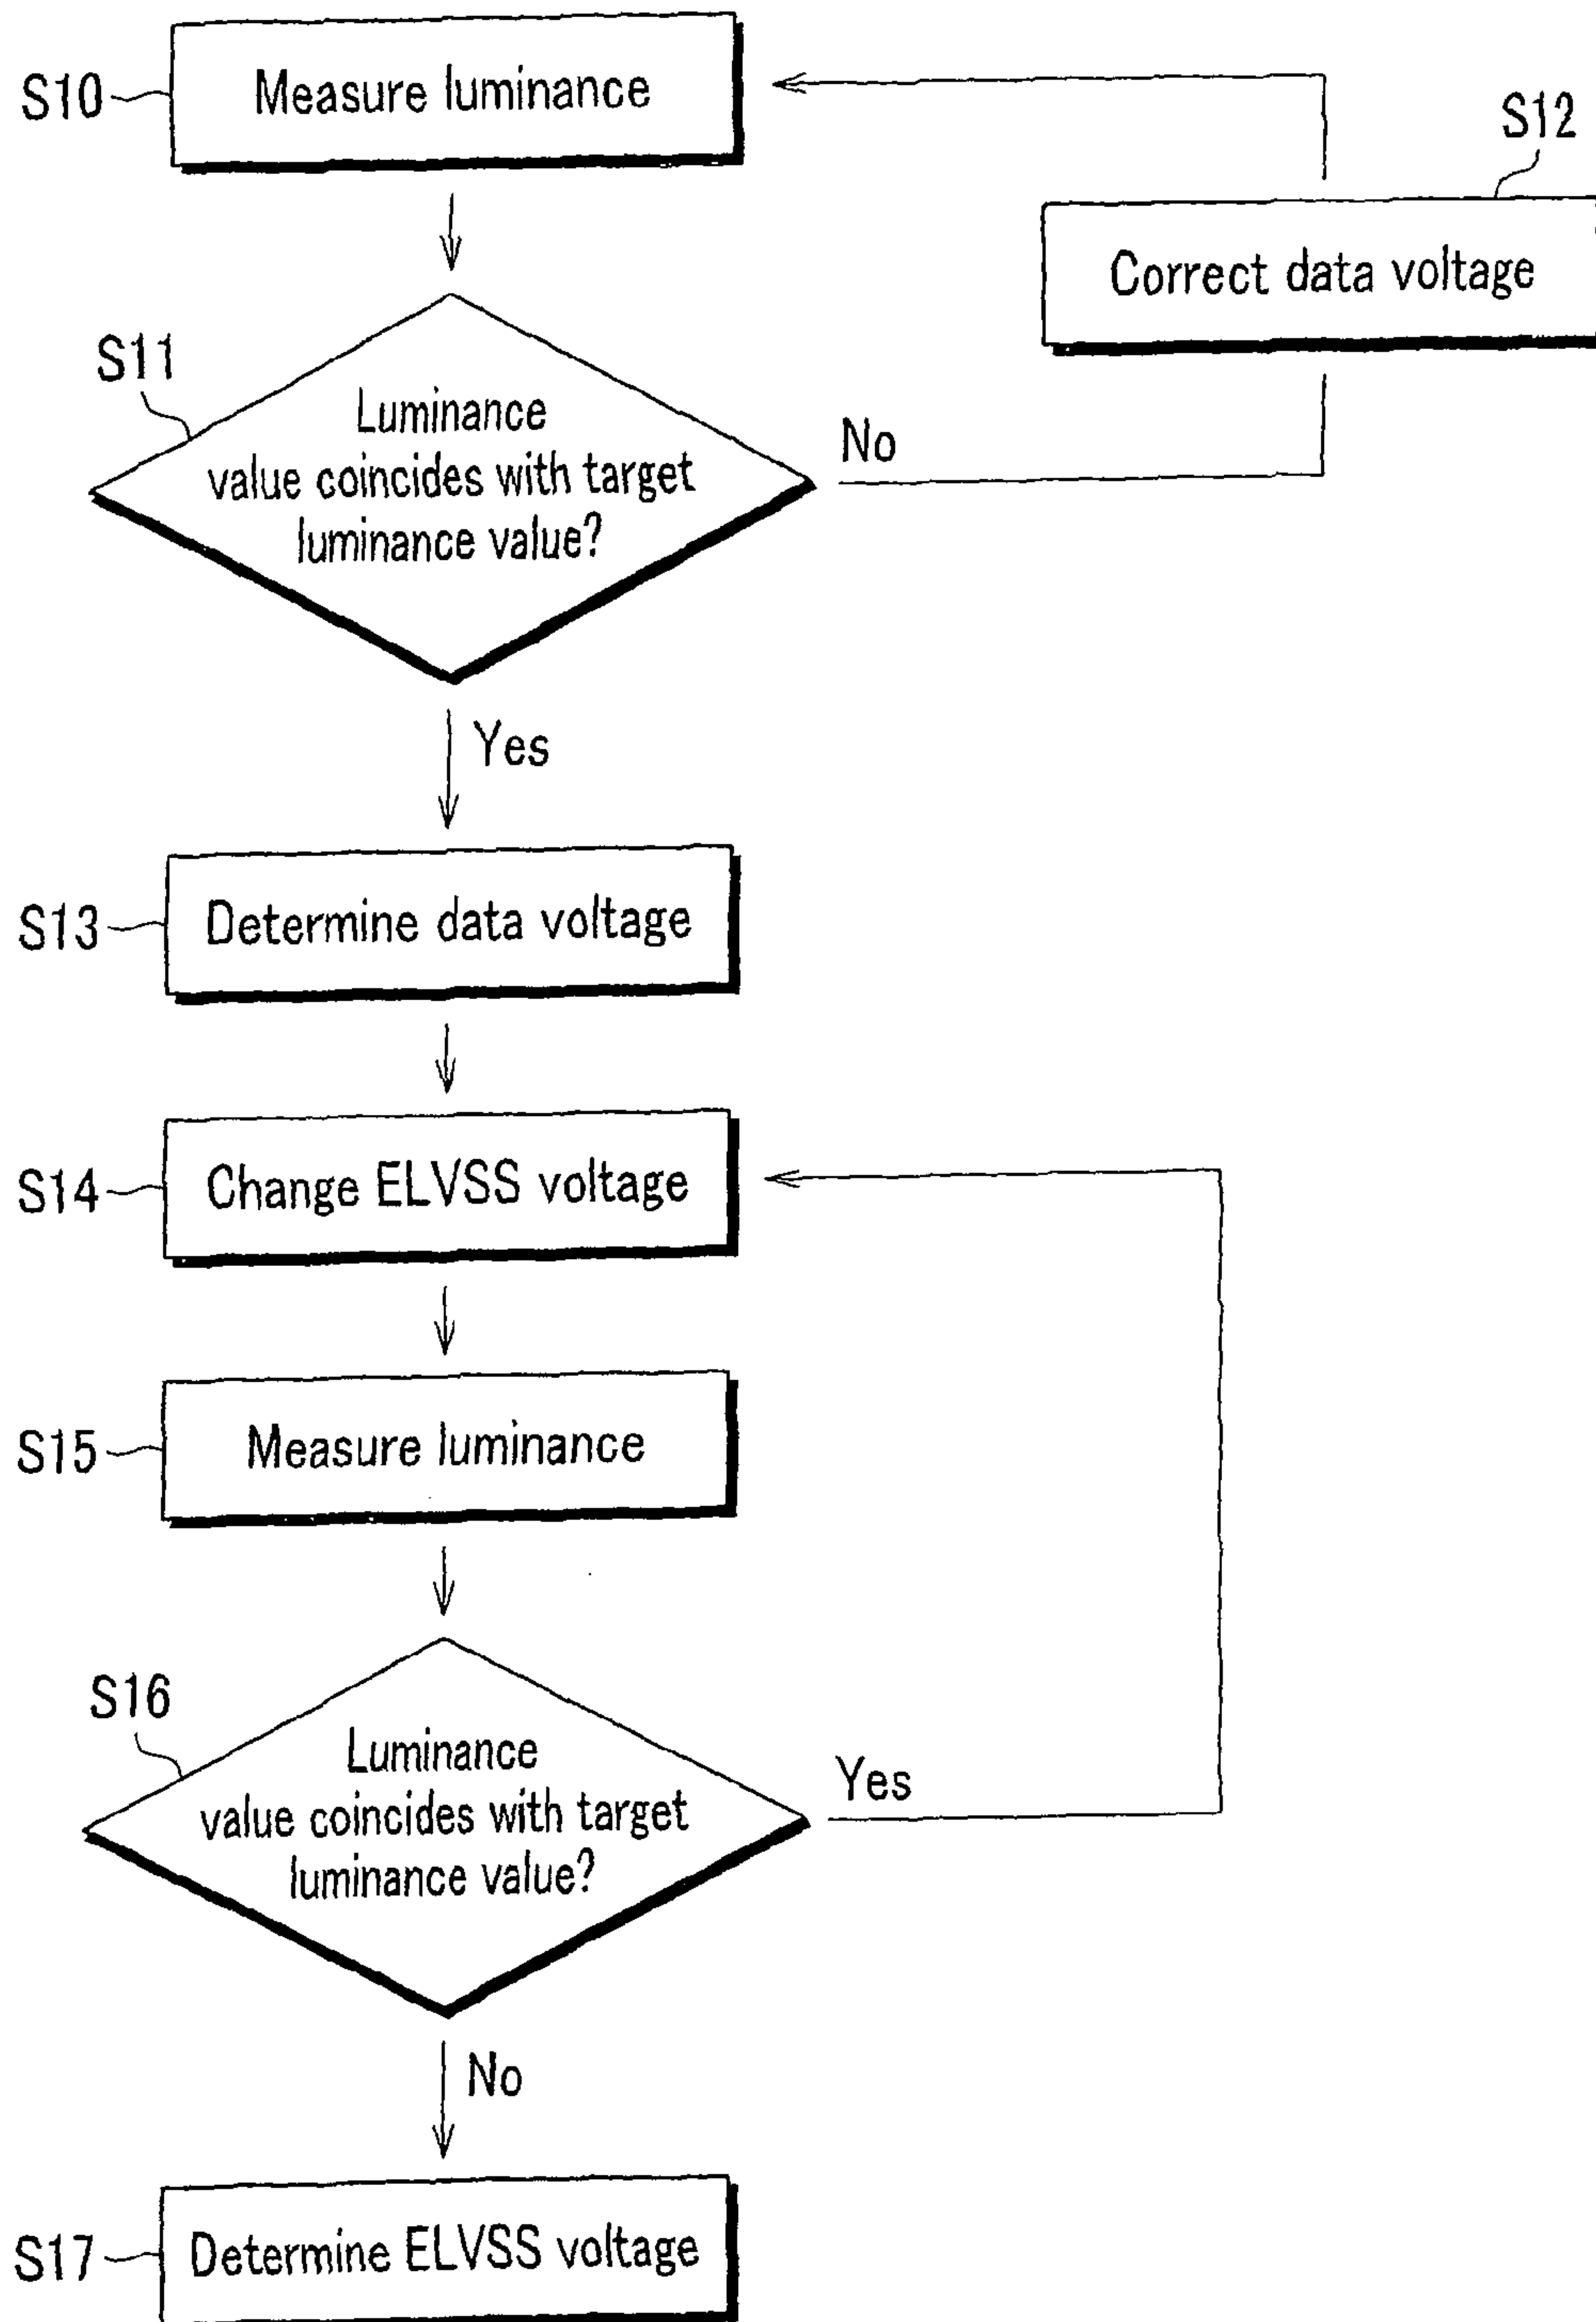 S10
Measure luminance
S12
Correct data voltage
S11
Luminance
value coincides with target
luminance value?
No
Yes
S13
Determine data voltage
S14
Change ELVSS voltage
S15
Measure luminance
S16
Luminance
value coincides with target
luminance value?
Yes
No
S17
Determine ELVSS voltage